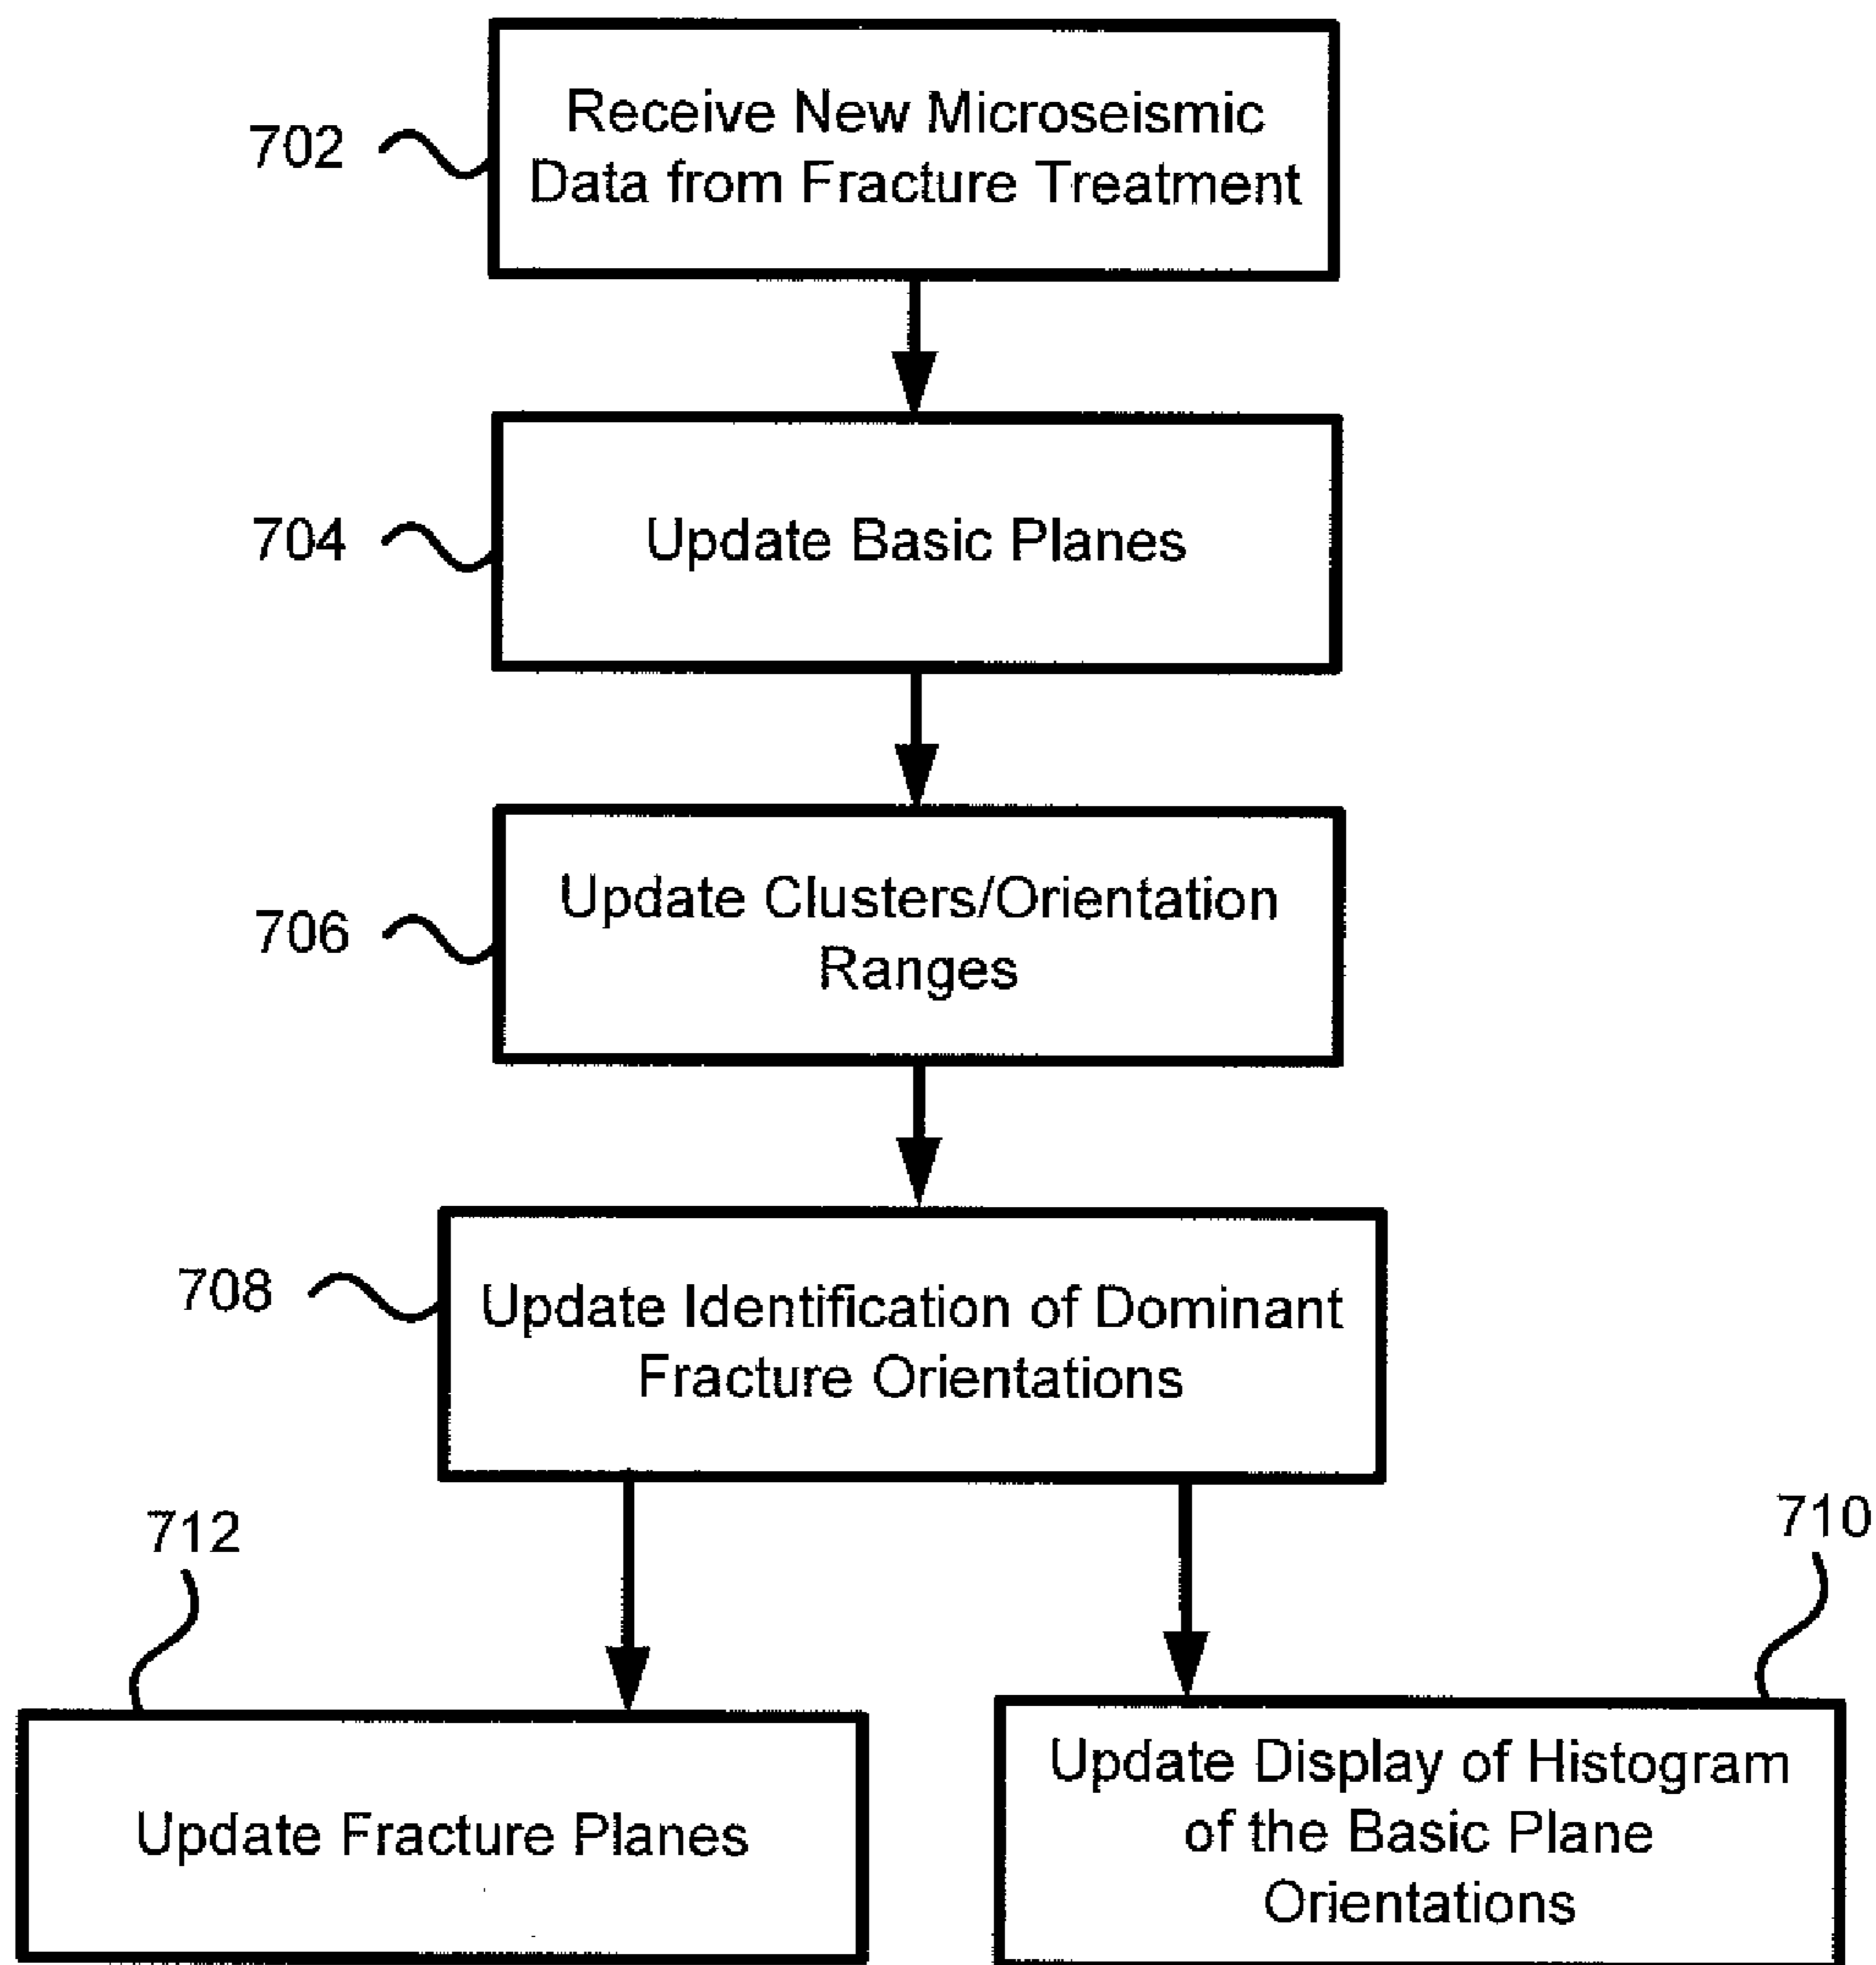 702
Receive New Microseismic
Data from Fracture Treatment
704
Update Basic Planes
706
Update Clusters/Orientation
Ranges
708
Update Identification of Dominant
Fracture Orientations
712
710
Update Fracture Planes
Update Display of Histogram
of the Basic Plane
Orientations